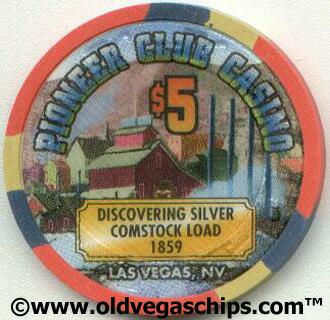 PIONEER CLUB CASINO
$5
DISCOVERING SILVER
COMSTOCK LOAD
1859
LAS VEGAS, NV
©www.oldvegaschips.com™